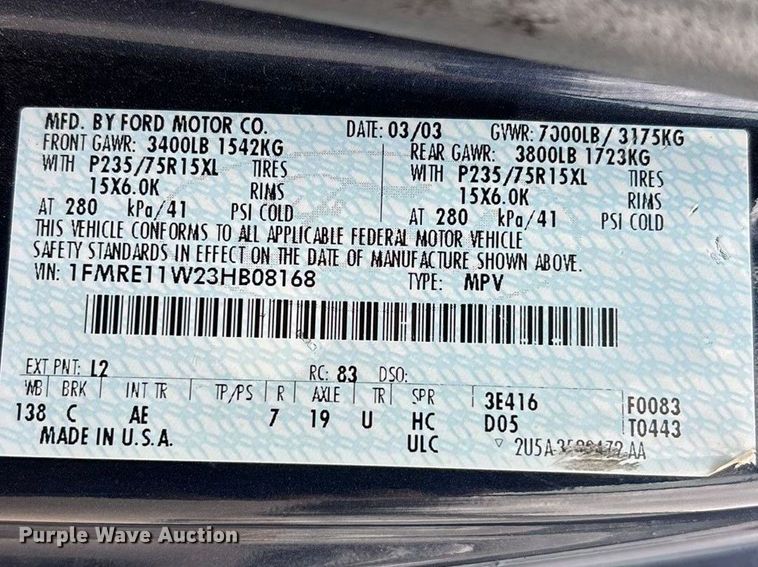 MFD. BY FORD MOTOR CO. DATE: 03/03 GVWR: 7000LB / 3175KG
FRONT GAWR: 3400LB 1542KG REAR GAWR: 3800LB 1723KG
WITH P235/75R15XL TIRES WITH P235/75R15XL TIRES
15X6.0K RIMS 15X6.0K RIMS
AT 280 kPa/41 PSI COLD AT 280 kPa/41 PSI COLD
THIS VEHICLE CONFORMS TO ALL APPLICABLE FEDERAL MOTOR VEHICLE
SAFETY STANDARDS IN EFFECT ON THE DATE OF MANUFACTURE SHOWN ABOVE.
VIN: 1FMRE11W23HB08168 TYPE: MPV
EXT PNT: L2 RC: 83 DSO:
WB BRK INT TR TP/PS R AXLE TR SPR 3E416 F0083
138 C AE 7 19 U HC D05 T0443
MADE IN U.S.A. ULC 2U5A-
-AA
Purple Wave Auction